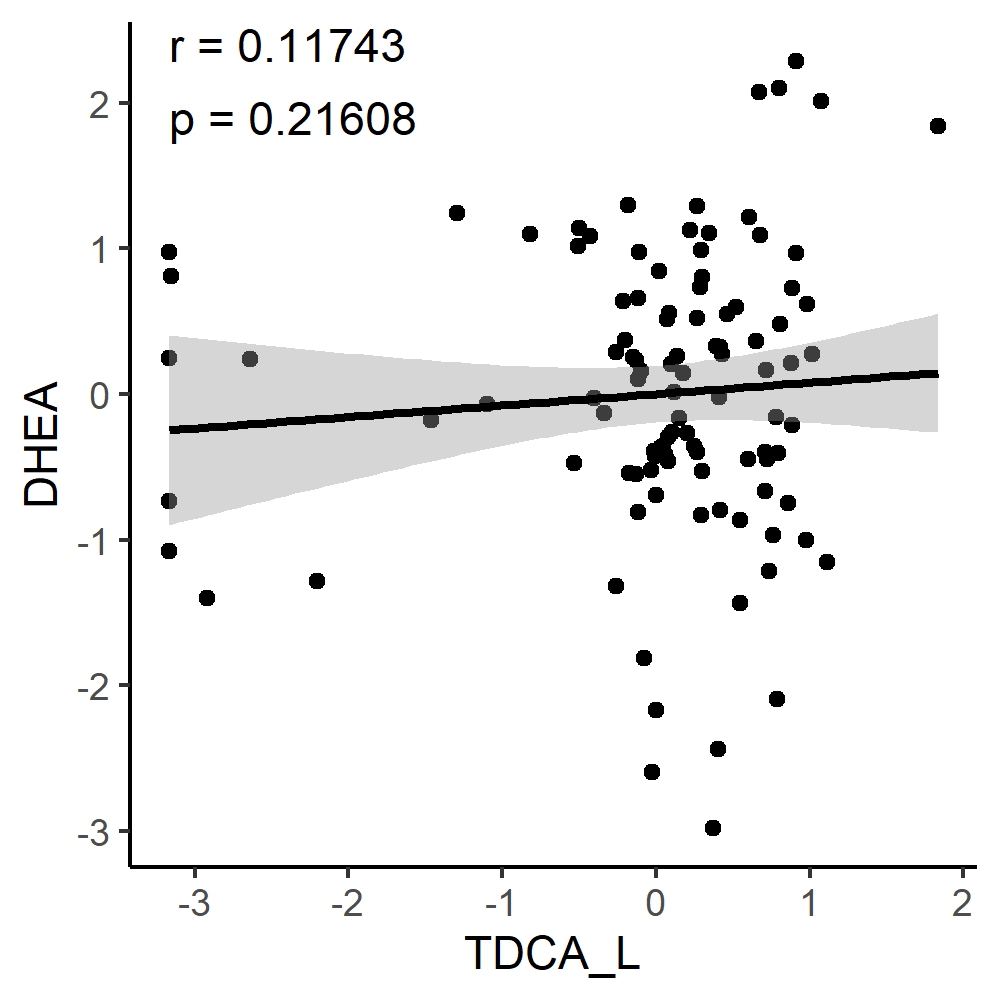 r = 0.11743
p = 0.21608
2
1
0
-1
-2
-3
DHEA
-3 -2 -1 0 1 2
TDCA_L